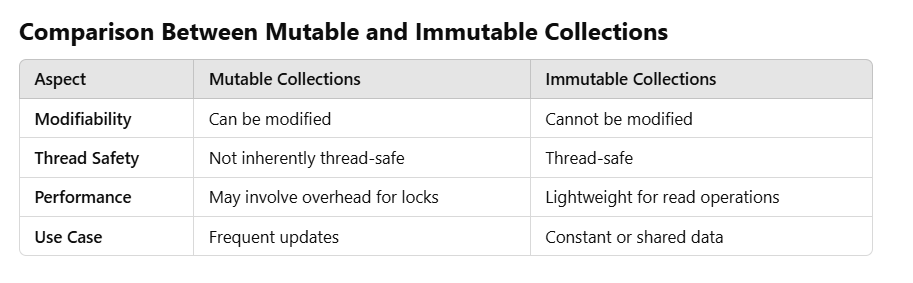 Comparison Between Mutable and Immutable Collections
Aspect Mutable Collections Immutable Collections
Modifiability Can be modified Cannot be modified
Thread Safety Not inherently thread-safe Thread-safe
Performance May involve overhead for locks Lightweight for read operations
Use Case Frequent updates Constant or shared data